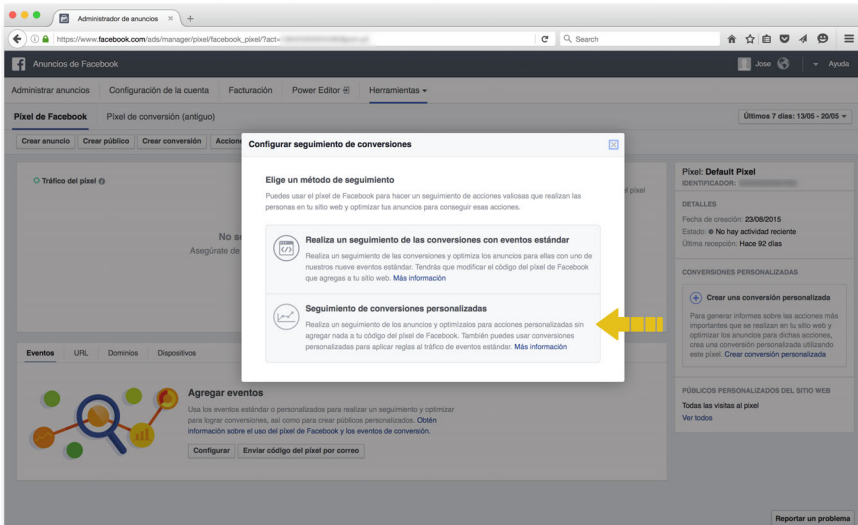 Administrador de anuncios
https://www.facebook.com/ads/manager/pixel/facebook_pixel/?act=
Search
Anuncios de Facebook
Jose
Ayuda
Administrar anuncios
Configuración de la cuenta
Facturación
Power Editor
Herramientas
Píxel de Facebook
Píxel de conversión (antiguo)
Últimos 7 días: 13/05 - 20/05
Crear anuncio
Crear público
Crear conversión
Accione
Configurar seguimiento de conversiones
Tráfico del píxel
No se
Asegúrate de
el píxel
Elige un método de seguimiento
Puedes usar el píxel de Facebook para hacer un seguimiento de acciones valiosas que realizan las
personas en tu sitio web y optimizar tus anuncios para conseguir esas acciones.
Realiza un seguimiento de las conversiones con eventos estándar
Realiza un seguimiento de las conversiones y optimiza los anuncios para ellas con uno de
nuestros nueve eventos estándar. Tendrás que modificar el código del píxel de Facebook
que agregas a tu sitio web. Más información
Seguimiento de conversiones personalizadas
Realiza un seguimiento de los anuncios y optimízalos para acciones personalizadas sin
agregar nada a tu código del píxel de Facebook. También puedes usar conversiones
personalizadas para aplicar reglas al tráfico de eventos estándar. Más información
Píxel: Default Pixel
IDENTIFICADOR:
DETALLES
Fecha de creación: 23/08/2015
Estado: No hay actividad reciente
Última recepción: Hace 92 días
CONVERSIONES PERSONALIZADAS
Crear una conversión personalizada
Para generar informes sobre las acciones más
importantes que se realizan en tu sitio web y
optimizar los anuncios para dichas acciones,
crea una conversión personalizada utilizando
este píxel. Crear conversión personalizada
PÚBLICOS PERSONALIZADOS DEL SITIO WEB
Todas las visitas al pixel
Ver todos
Eventos
URL
Dominios
Dispositivos
Agregar eventos
Usa los eventos estándar o personalizados para realizar un seguimiento y optimizar
para lograr conversiones, así como para crear públicos personalizados. Obtén
información sobre el uso del píxel de Facebook y los eventos de conversión.
Configurar
Enviar código del píxel por correo
Reportar un problema